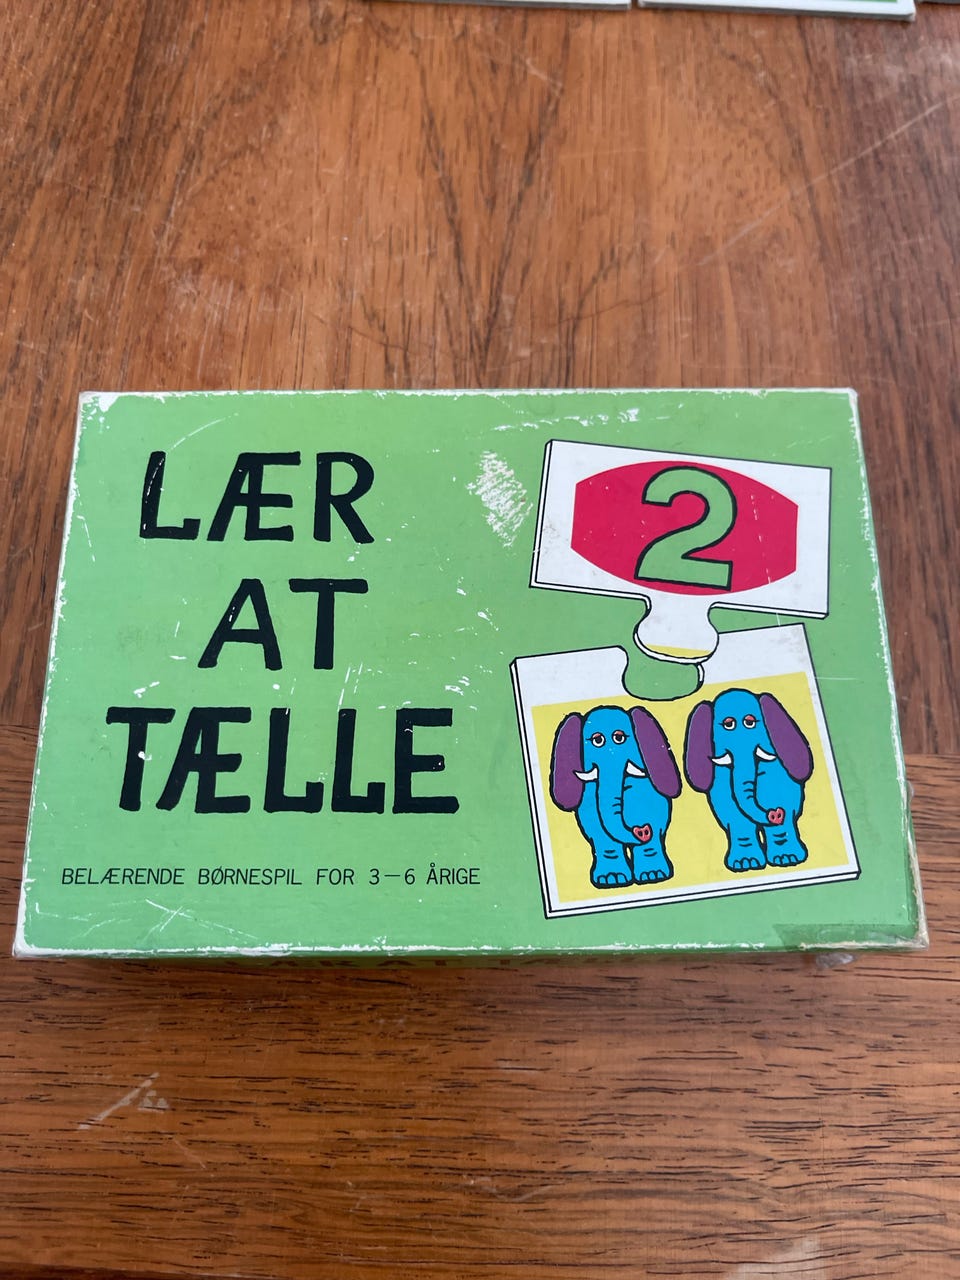 LÆR
AT
TÆLLE
BELÆRENDE BØRNESPIL FOR 3–6 ÅRIGE
2